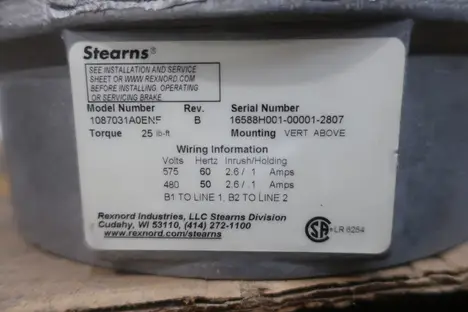 Stearns®
SEE INSTALLATION AND SERVICE
SHEET OR WWW.REXNORD.COM
BEFORE INSTALLING, OPERATING
OR SERVICING BRAKE.
Model Number Rev. Serial Number
1087031A0ENF B 16588H001-00001-2807
Torque 25 lb-ft. Mounting VERT ABOVE
Wiring Information
Volts Hertz Inrush/Holding
575 60 2.6 / .1 Amps
480 50 2.6 / .1 Amps
B1 TO LINE 1, B2 TO LINE 2
Rexnord Industries, LLC Stearns Division
Cudahy, WI 53110, (414) 272-1100
www.rexnord.com/stearns
SA LR 6254